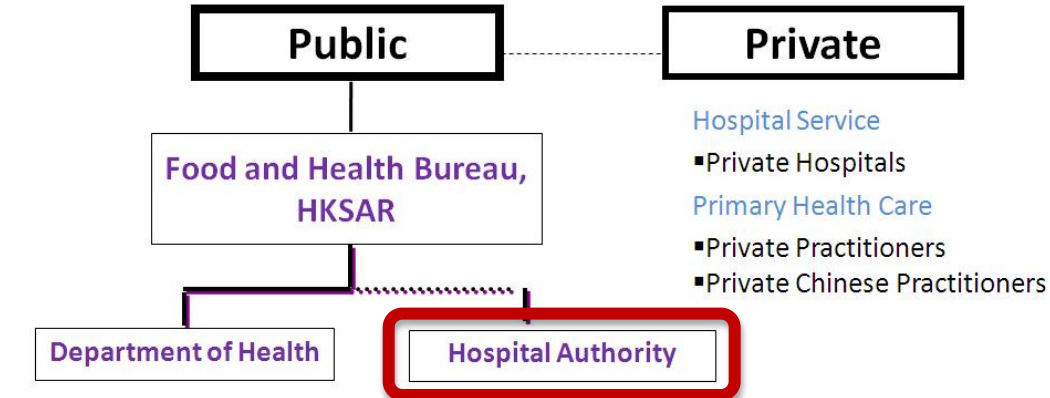 Public
Private
Food and Health Bureau,
HKSAR
Department of Health
Hospital Authority
Hospital Service
▪Private Hospitals
Primary Health Care
▪Private Practitioners
▪Private Chinese Practitioners